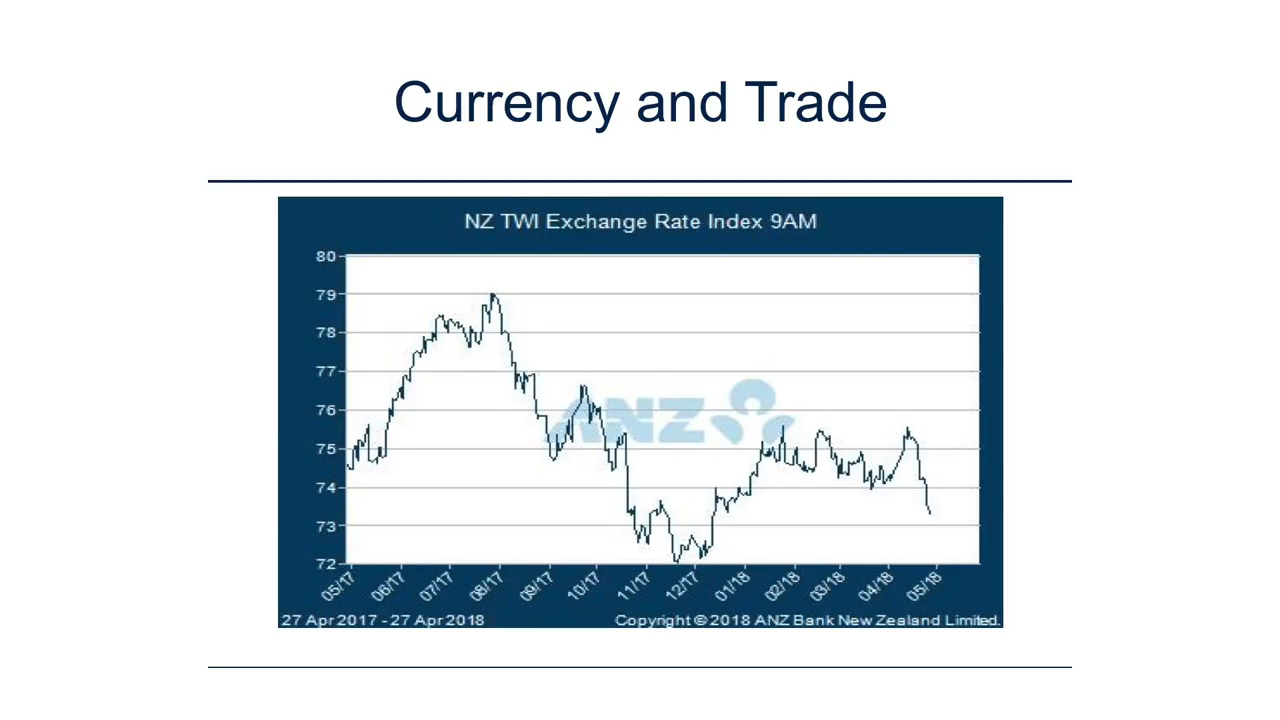 Currency and Trade
NZ TWI Exchange Rate Index 9AM
80
79
78
77
76
75
74
73
72
ANZ
05/17 06/17 07/17 08/17 09/17 10/17 11/17 12/17 01/18 02/18 03/18 04/18 05/18
27 Apr 2017 - 27 Apr 2018 Copyright © 2018 ANZ Bank New Zealand Limited.